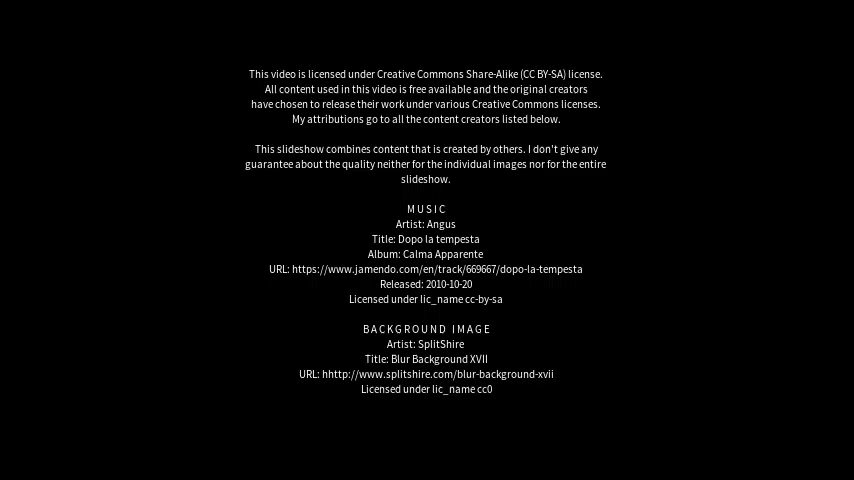 This video is licensed under Creative Commons Share-Alike (CC BY-SA) license.
All content used in this video is free available and the original creators
have chosen to release their work under various Creative Commons licenses.
My attributions go to all the content creators listed below.
This slideshow combines content that is created by others. I don't give any
guarantee about the quality neither for the individual images nor for the entire
slideshow.
MUSIC
Artist: Angus
Title: Dopo la tempesta
Album: Calma Apparente
URL: https://www.jamendo.com/en/track/669667/dopo-la-tempesta
Released: 2010-10-20
Licensed under lic_name cc-by-sa
BACKGROUND IMAGE
Artist: SplitShire
Title: Blur Background XVII
URL: hhttp://www.splitshire.com/blur-background-xvii
Licensed under lic_name cc0